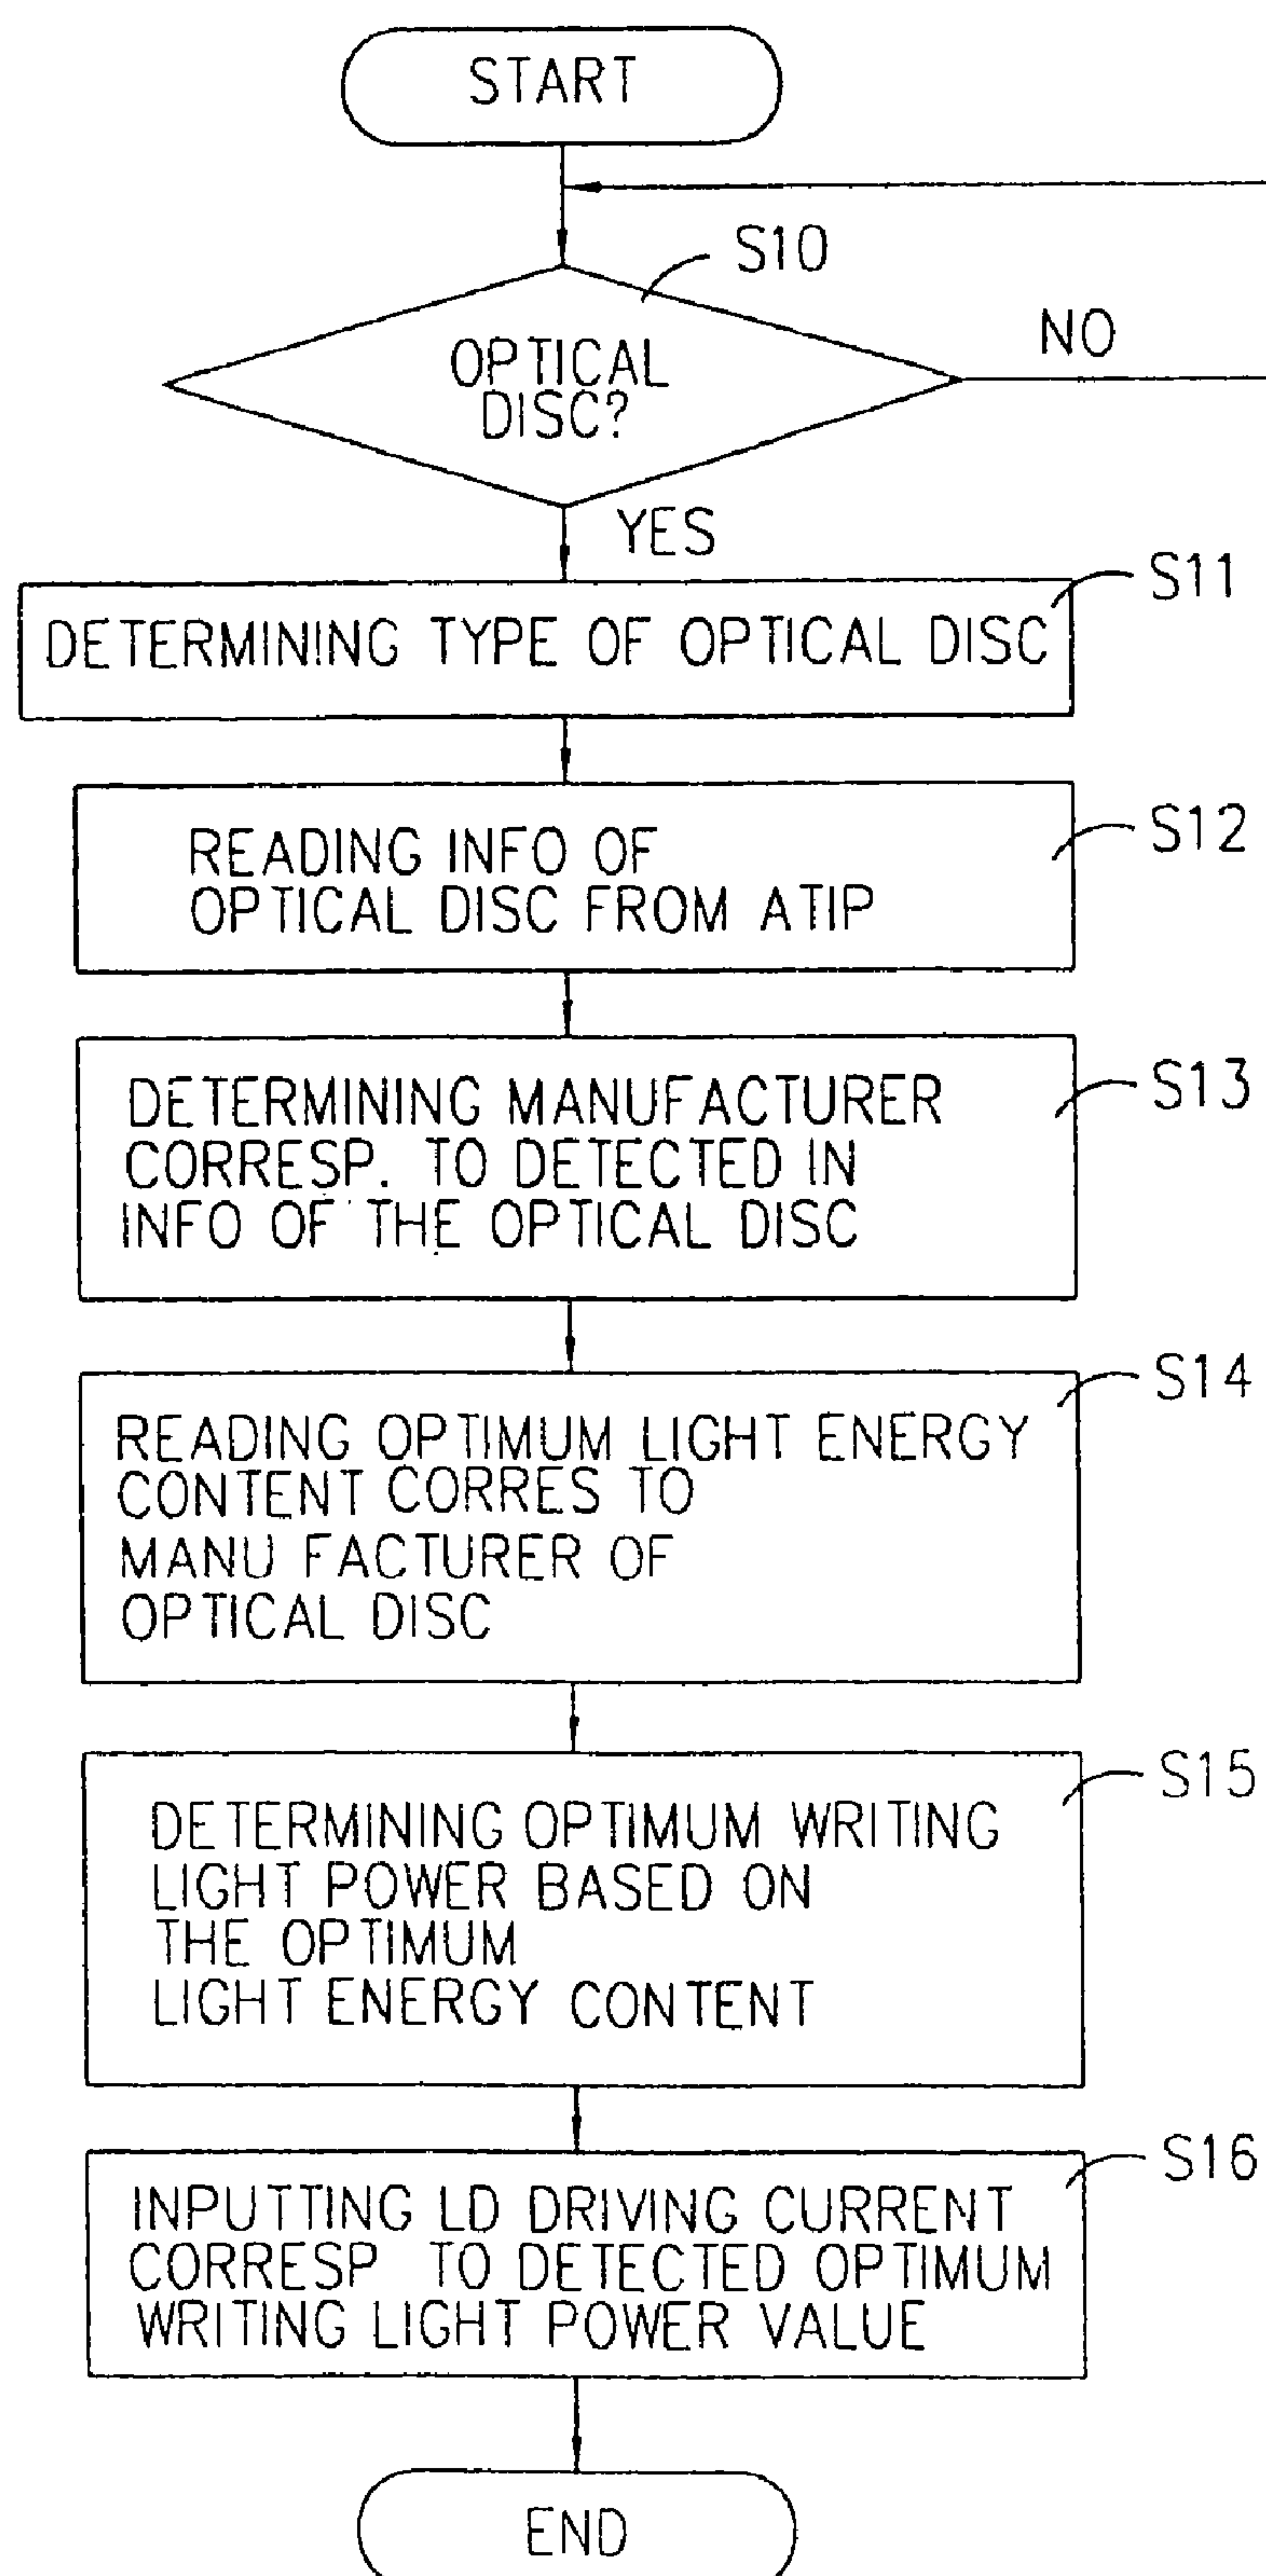 START
S10
OPTICAL
DISC?
NO
YES
S11
DETERMINING TYPE OF OPTICAL DISC
S12
READING INFO OF
OPTICAL DISC FROM ATIP
S13
DETERMINING MANUFACTURER
CORRESP. TO DETECTED IN
INFO OF THE OPTICAL DISC
S14
READING OPTIMUM LIGHT ENERGY
CONTENT CORRES TO
MANU FACTURER OF
OPTICAL DISC
S15
DETERMINING OPTIMUM WRITING
LIGHT POWER BASED ON
THE OPTIMUM
LIGHT ENERGY CONTENT
S16
INPUTTING LD DRIVING CURRENT
CORRESP TO DETECTED OPTIMUM
WRITING LIGHT POWER VALUE
END